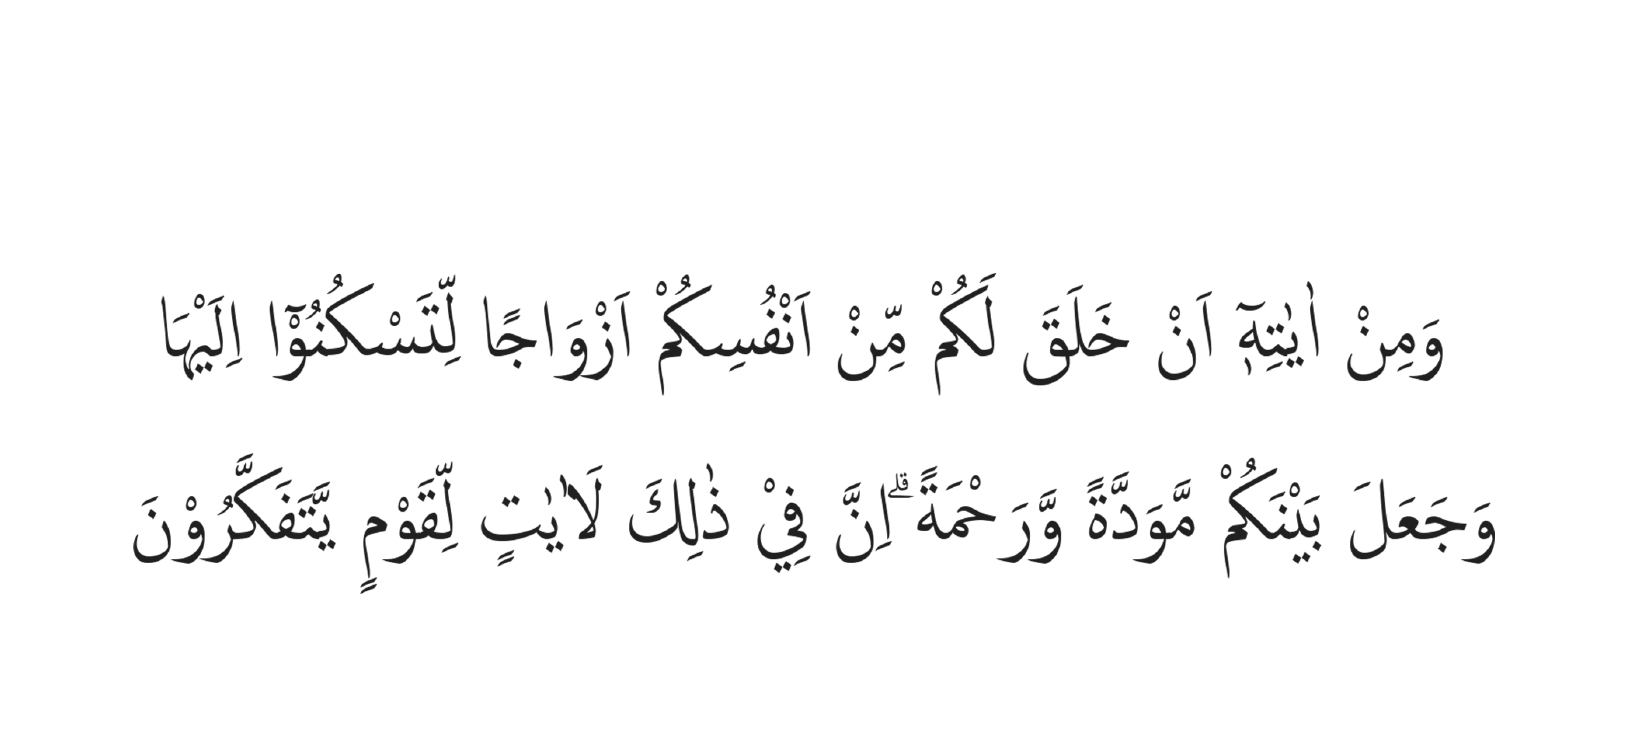 وَمِنْ اٰيٰتِهٖٓ اَنْ خَلَقَ لَكُمْ مِّنْ اَنْفُسِكُمْ اَزْوَاجًا لِّتَسْكُنُوْٓا اِلَيْهَا
وَجَعَلَ بَيْنَكُمْ مَّوَدَّةً وَّرَحْمَةً ۗاِنَّ فِيْ ذٰلِكَ لَاٰيٰتٍ لِّقَوْمٍ يَّتَفَكَّرُوْنَ